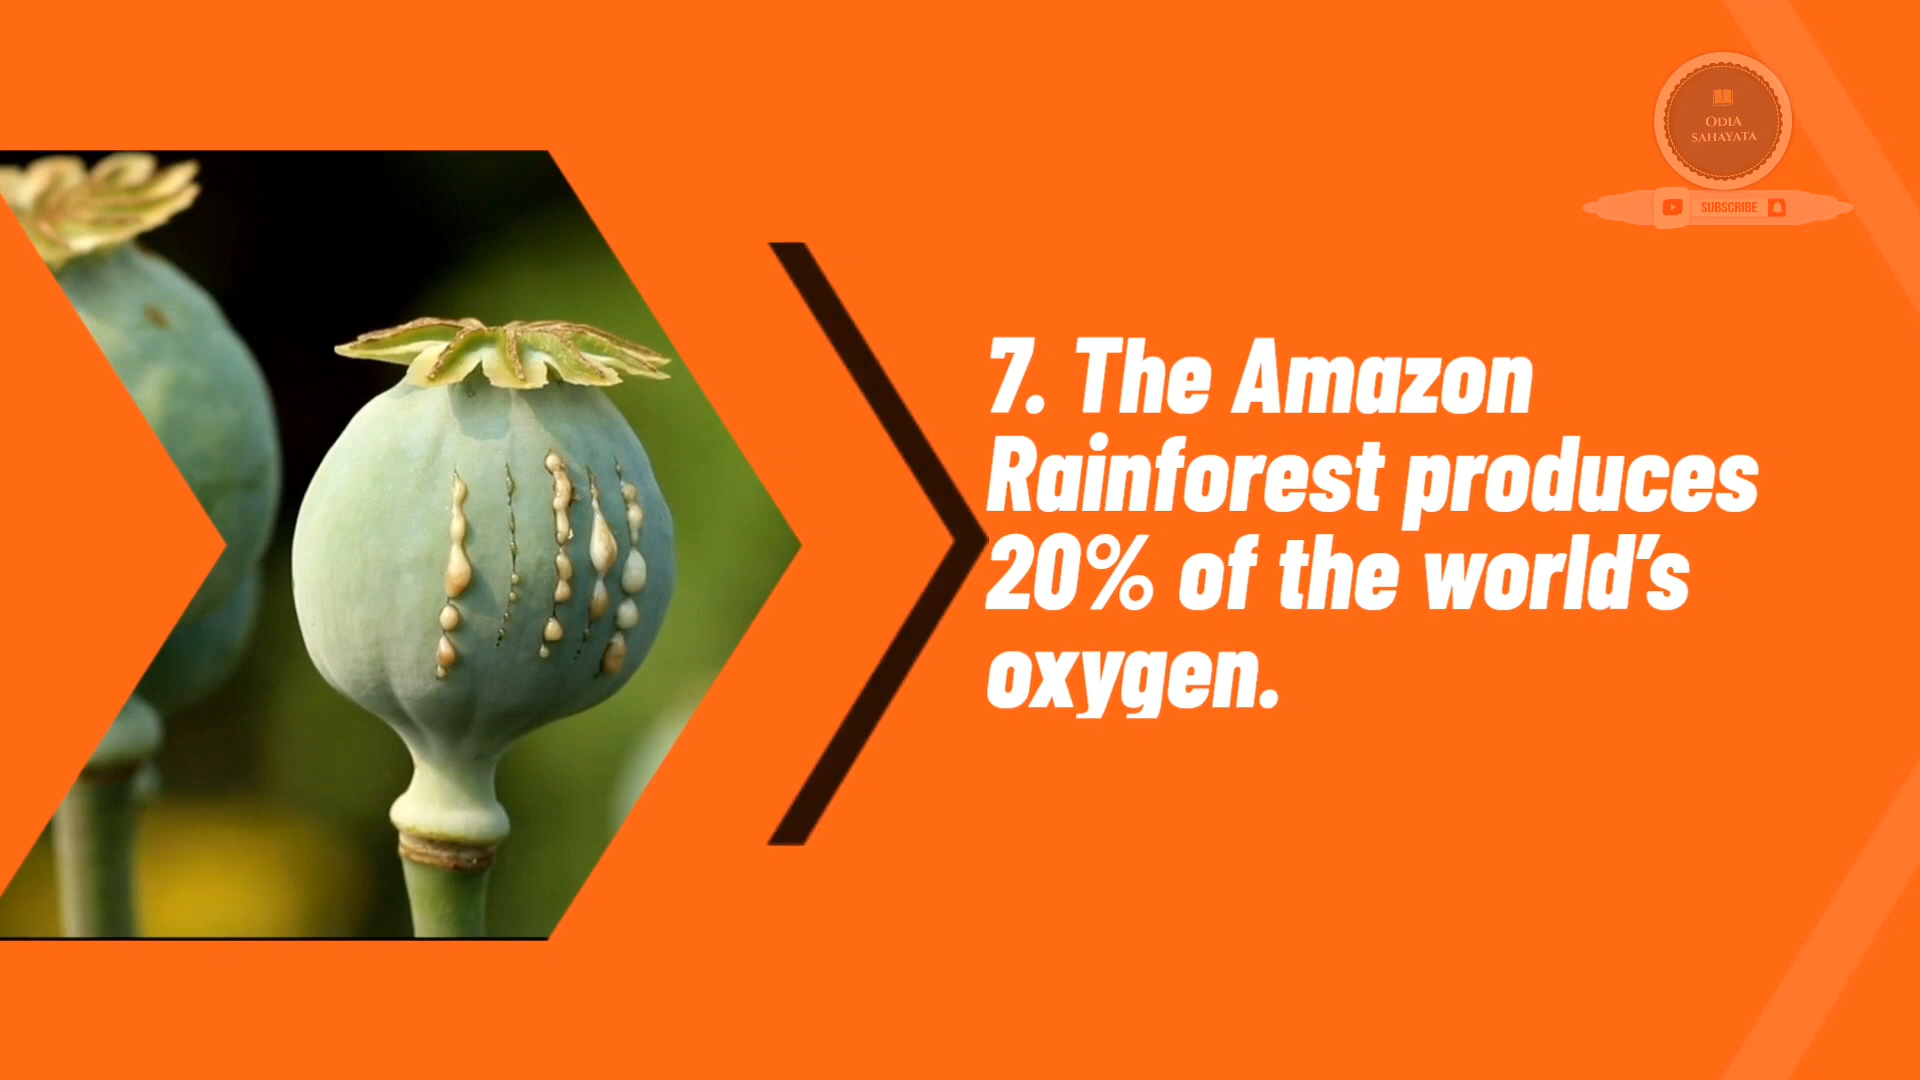 ODIA
SAHAYATA
SUBSCRIBE
7. The Amazon
Rainforest produces
20% of the world’s
oxygen.